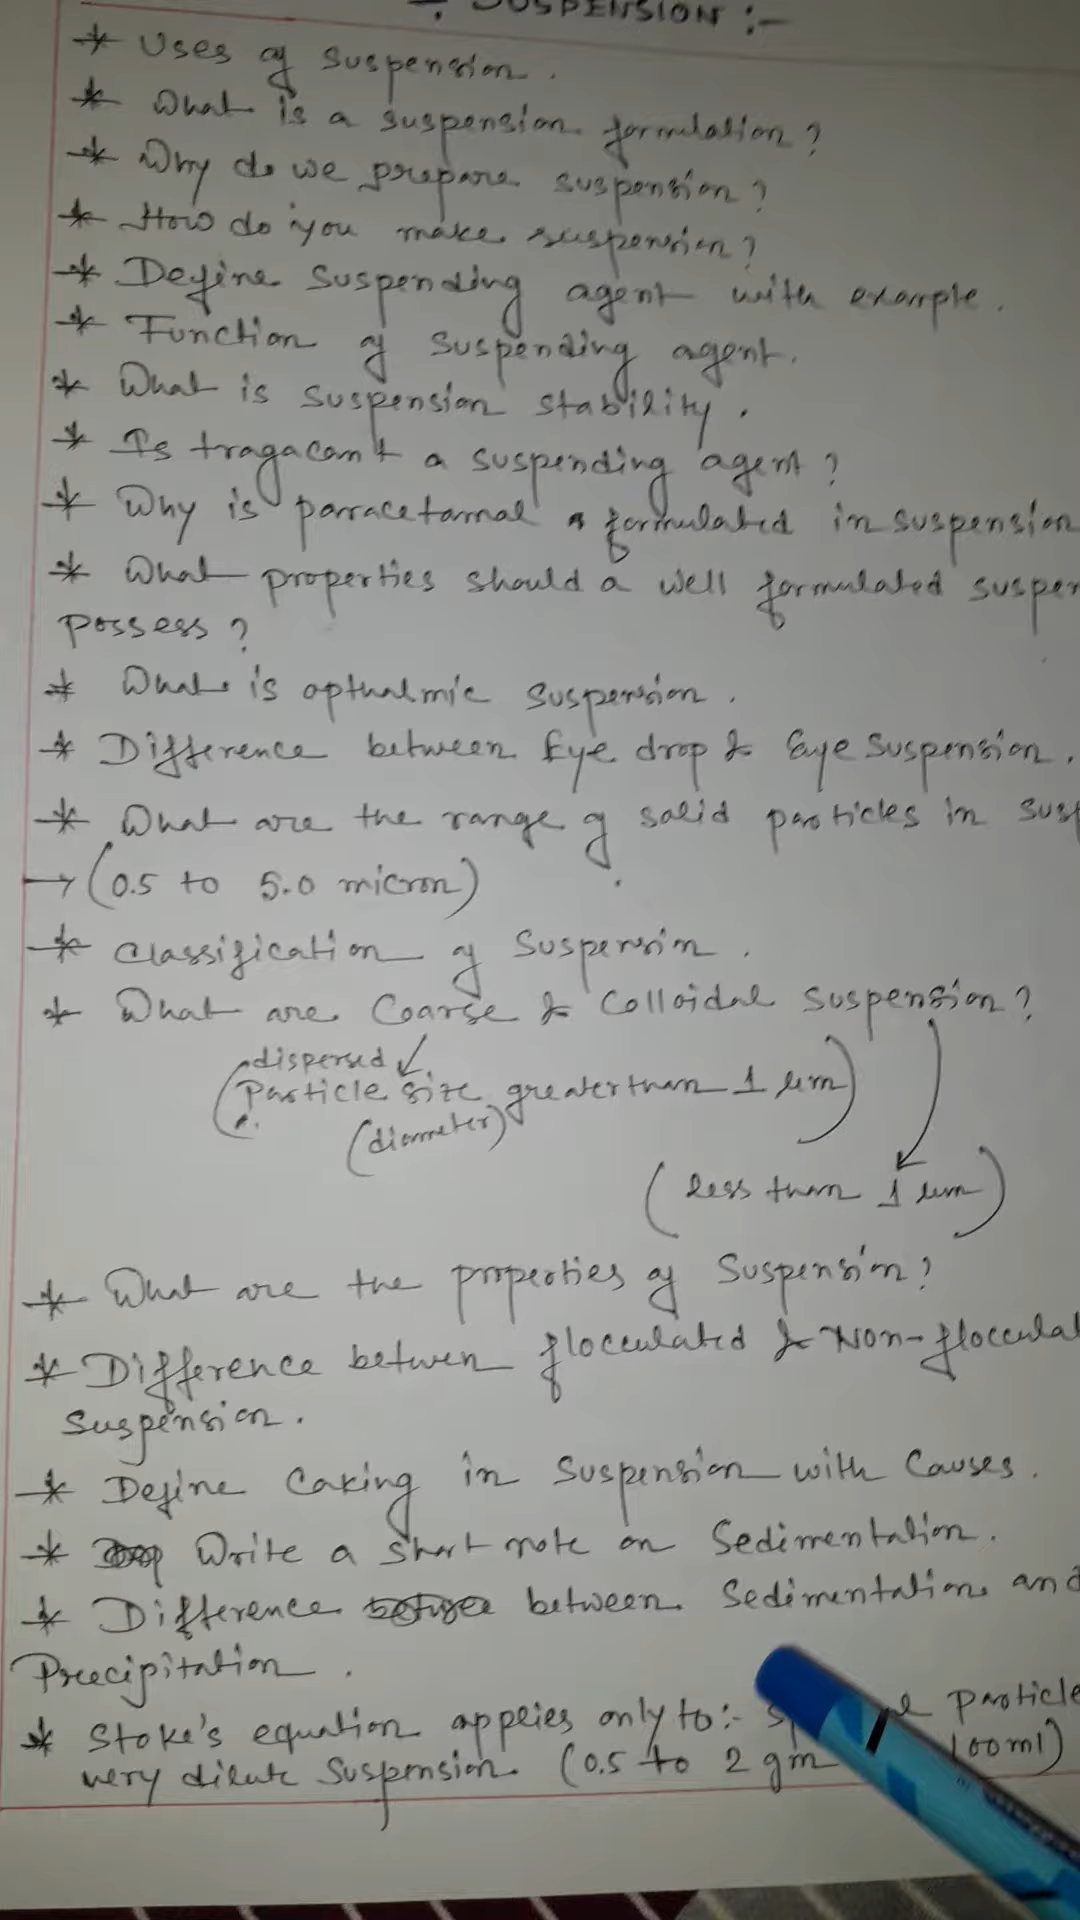 : SUSPENSION :-
* Uses of suspension.
* What is a suspension formulation?
* Why do we prepare suspension?
* How do you make suspension?
* Define suspending agent with example.
* Function of suspending agent.
* What is suspension stability.
* Is tragacant a suspending agent?
* Why is parracetamal formulated in suspension
* What properties should a well formulated suspen
possess?
* What is opthalmic suspension.
* Difference between Eye drop & Eye suspension.
* What are the range of solid particles in susp
→ (0.5 to 5.0 micron)
* Classification of Suspension.
* What are Coarse & Colloidal suspension?
dispersed
(Particle size greater than 1 µm)
(diameter)
(less than 1 µm)
* What are the properties of Suspension?
* Difference betwen flocculated & Non-flocculat
suspension.
* Define Caking in Suspension with Causes.
* Write a short note on Sedimentation.
* Difference between Sedimentation and
Precipitation.
* Stoke's equation applies only to:- particle
very dilute suspension. (0.5 to 2 gm 100ml)